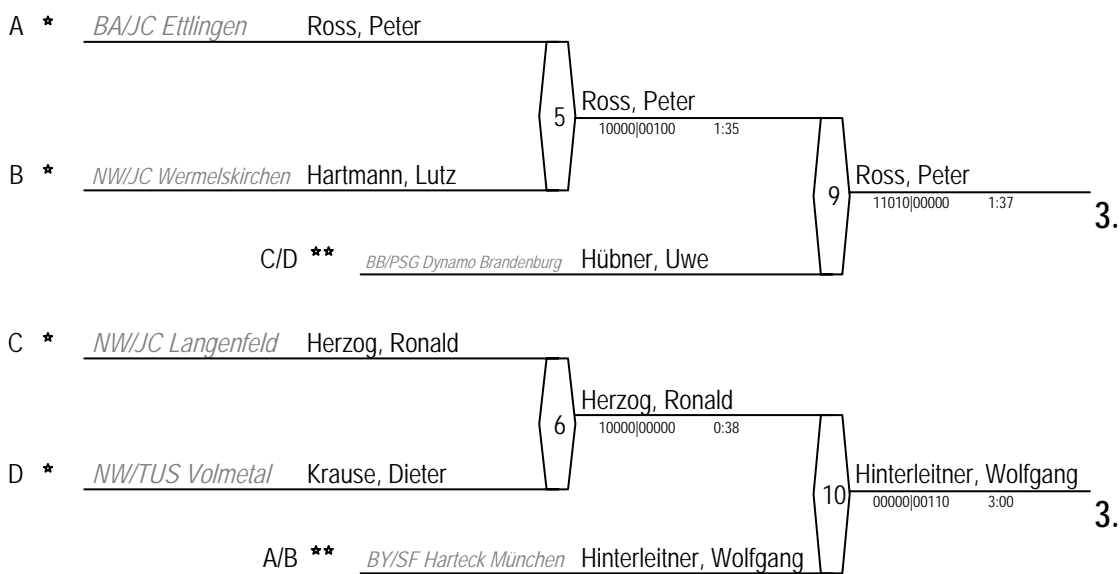 A * BA/JC Ettlingen Ross, Peter
5 Ross, Peter
10000|00100 1:35
B * NW/JC Wermelskirchen Hartmann, Lutz
9 Ross, Peter
11010|00000 1:37
3.
C/D ** BB/PSG Dynamo Brandenburg Hübner, Uwe
C * NW/JC Langenfeld Herzog, Ronald
6 Herzog, Ronald
10000|00000 0:38
D * NW/TUS Volmetal Krause, Dieter
10 Hinterleitner, Wolfgang
00000|00110 3:00
3.
A/B ** BY/SF Harteck München Hinterleitner, Wolfgang